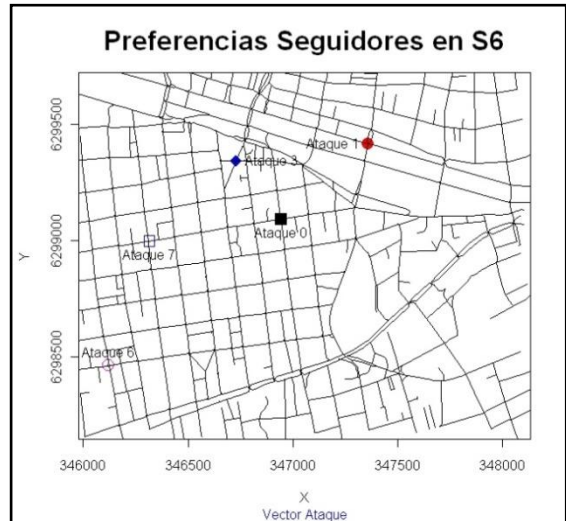 Preferencias Seguidores en S6
6299500
Ataque 1
Ataque 3
Ataque 0
6299000
Ataque 7
Y
6298500
Ataque 6
346000 346500 347000 347500 348000
X
Vector Ataque